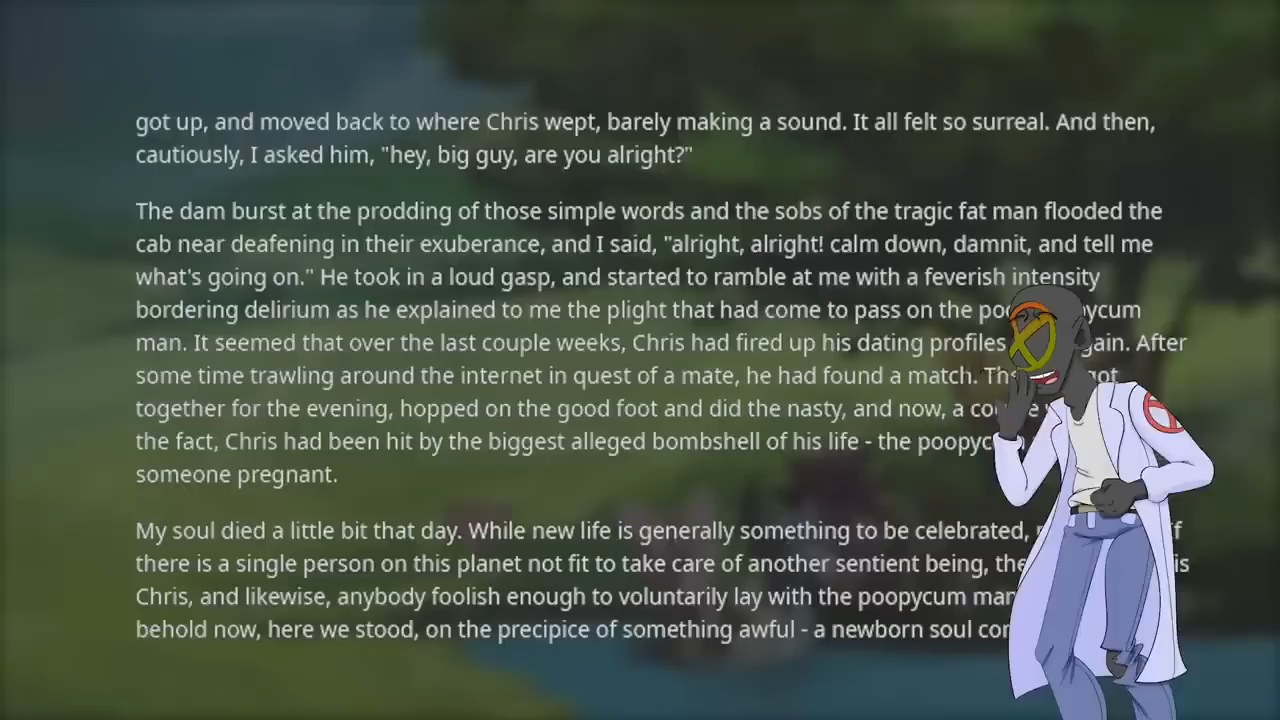 got up, and moved back to where Chris wept, barely making a sound. It all felt so surreal. And then,
cautiously, I asked him, "hey, big guy, are you alright?"
The dam burst at the prodding of those simple words and the sobs of the tragic fat man flooded the
cab near deafening in their exuberance, and I said, "alright, alright! calm down, damnit, and tell me
what's going on." He took in a loud gasp, and started to ramble at me with a feverish intensity
bordering delirium as he explained to me the plight that had come to pass on the
man. It seemed that over the last couple weeks, Chris had fired up his dating profiles After
some time trawling around the internet in quest of a mate, he had found a match.
together for the evening, hopped on the good foot and did the nasty, and now, a
the fact, Chris had been hit by the biggest alleged bombshell of his life - the
someone pregnant.
My soul died a little bit that day. While new life is generally something to be celebrated,
there is a single person on this planet not fit to take care of another sentient being,
Chris, and likewise, anybody foolish enough to voluntarily lay with the poopycum man
behold now, here we stood, on the precipice of something awful - a newborn soul